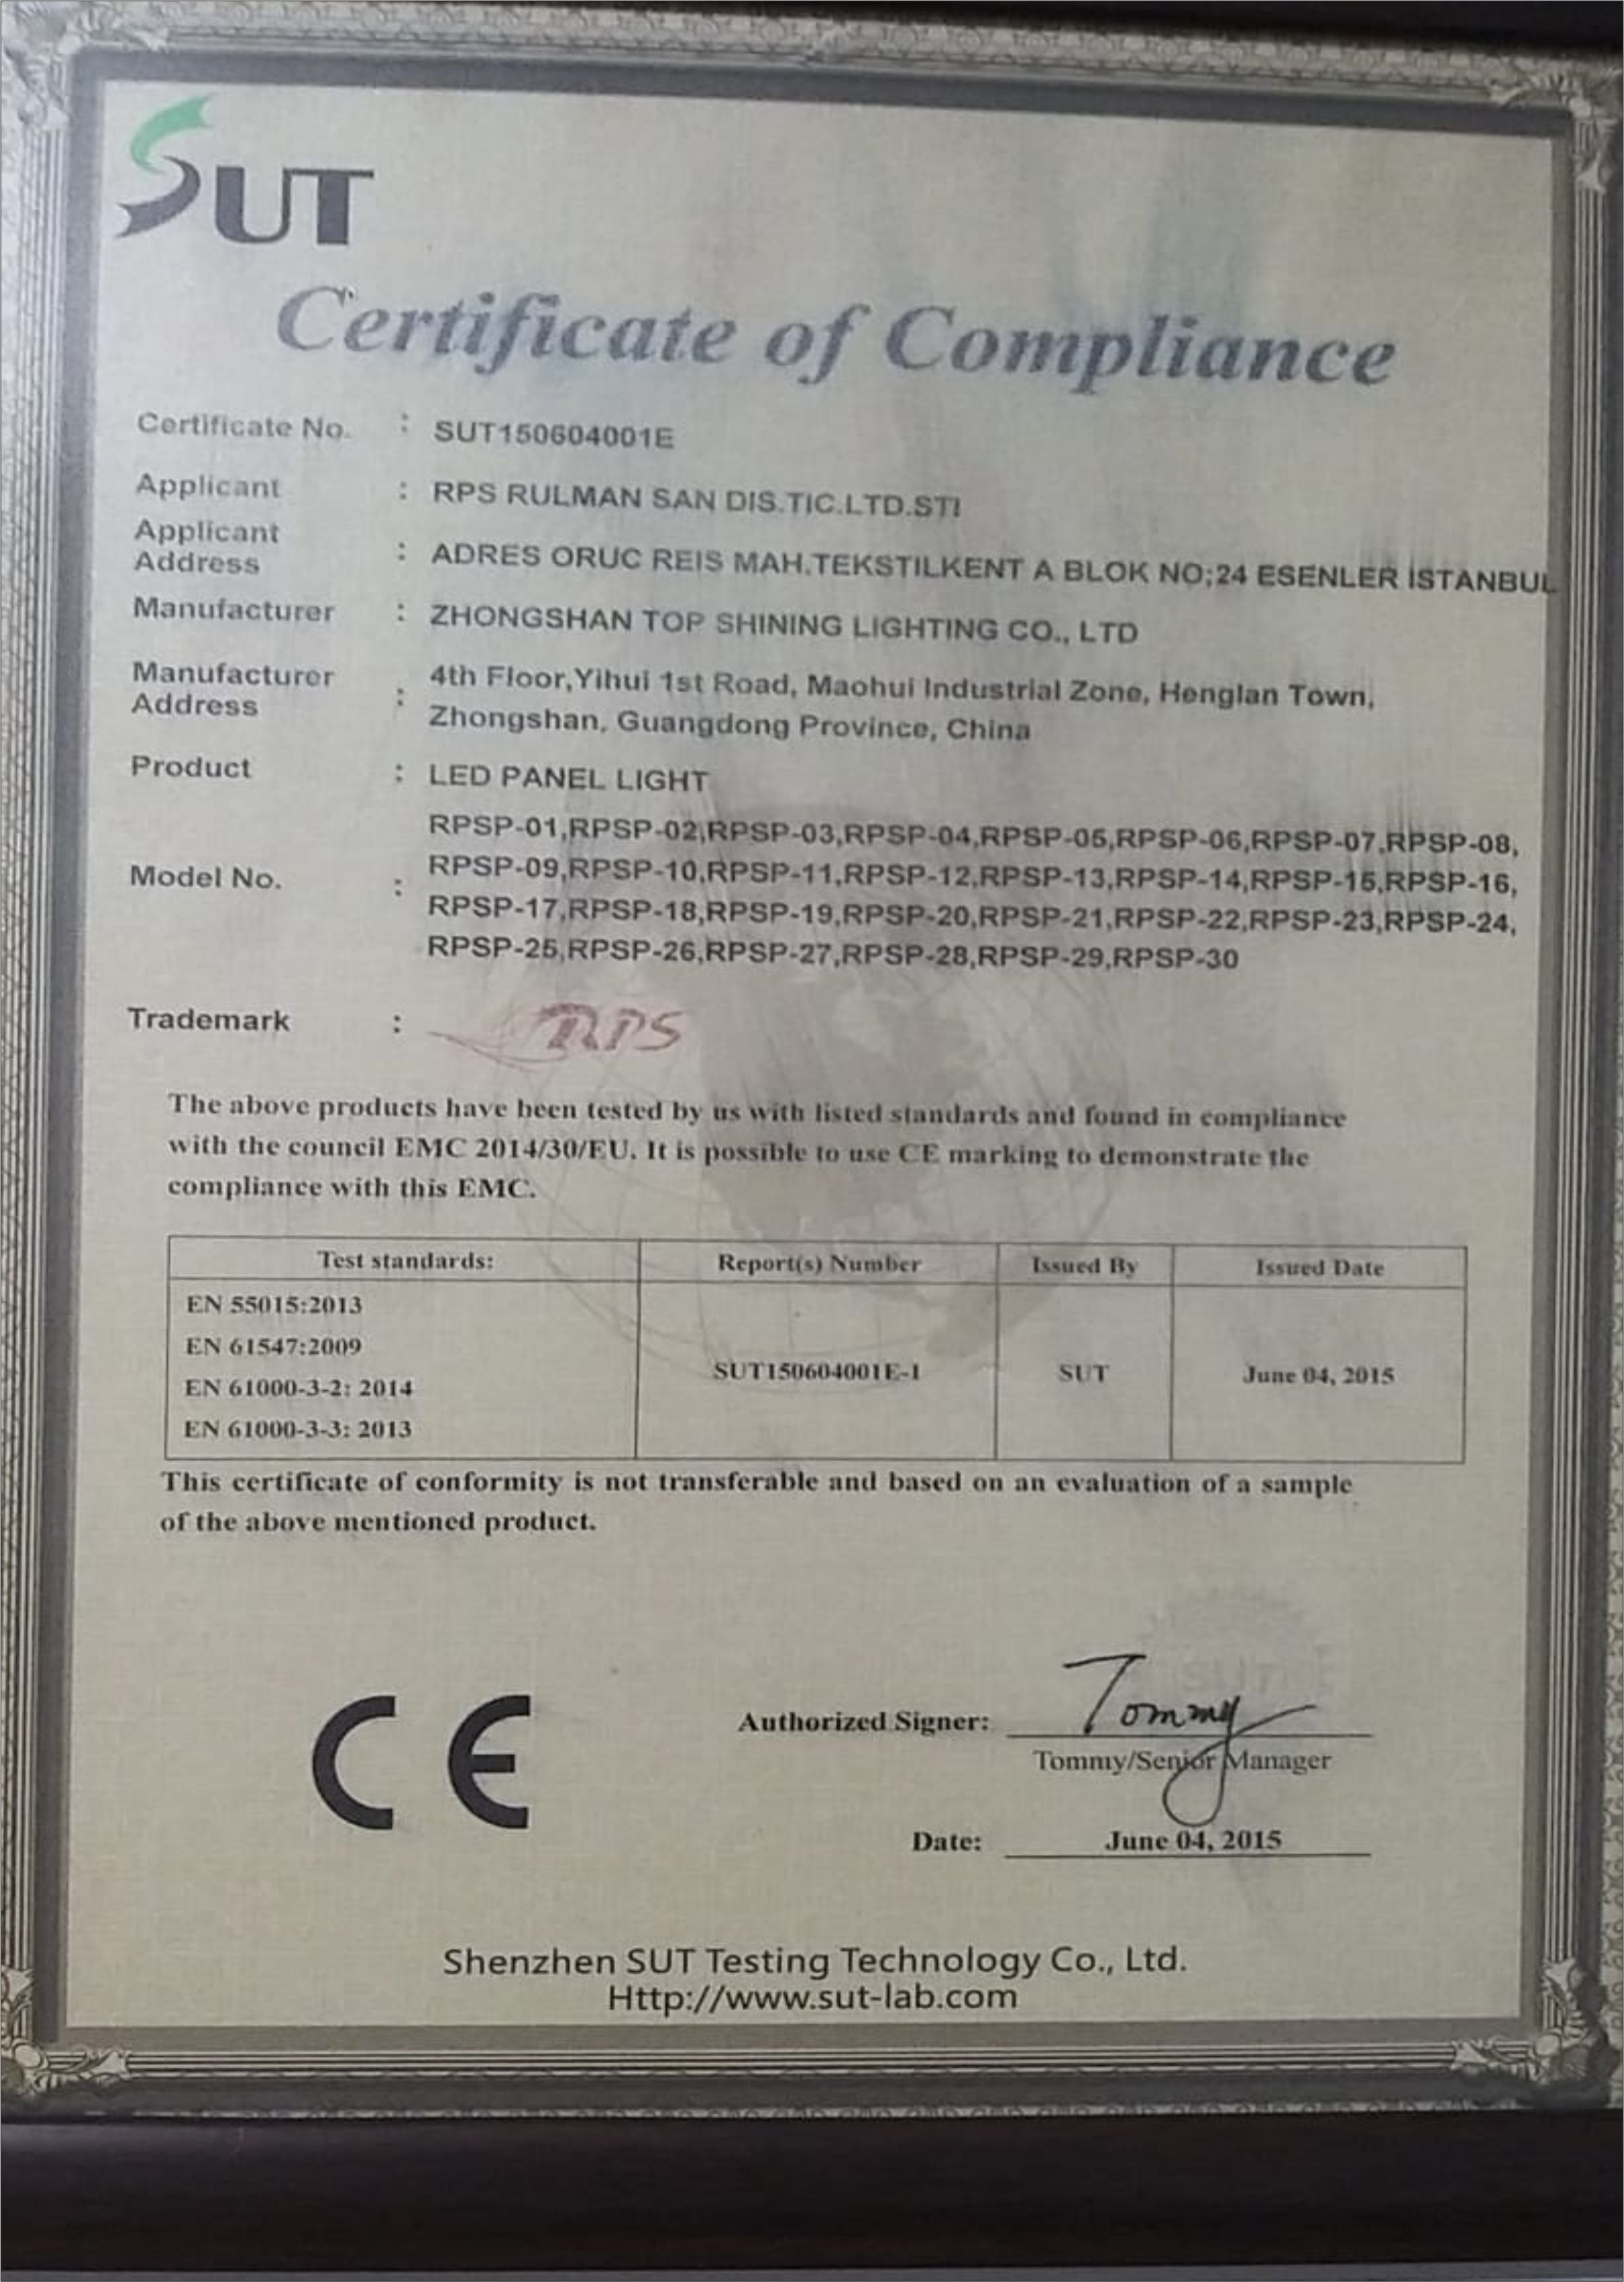 SUT
Certificate of Compliance
Certificate No. : SUT150604001E
Applicant : RPS RULMAN SAN DIS.TIC.LTD.STI
Applicant
Address : ADRES ORUC REIS MAH.TEKSTILKENT A BLOK NO;24 ESENLER ISTANBUL
Manufacturer : ZHONGSHAN TOP SHINING LIGHTING CO., LTD
Manufacturer
Address :
4th Floor,Yihui 1st Road, Maohui Industrial Zone, Henglan Town,
Zhongshan, Guangdong Province, China
Product : LED PANEL LIGHT
Model No. :
RPSP-01,RPSP-02,RPSP-03,RPSP-04,RPSP-05,RPSP-06,RPSP-07,RPSP-08,
RPSP-09,RPSP-10,RPSP-11,RPSP-12,RPSP-13,RPSP-14,RPSP-15,RPSP-16,
RPSP-17,RPSP-18,RPSP-19,RPSP-20,RPSP-21,RPSP-22,RPSP-23,RPSP-24,
RPSP-25,RPSP-26,RPSP-27,RPSP-28,RPSP-29,RPSP-30
Trademark : RPS
The above products have been tested by us with listed standards and found in compliance
with the council EMC 2014/30/EU. It is possible to use CE marking to demonstrate the
compliance with this EMC.
Test standards: Report(s) Number Issued By Issued Date
EN 55015:2013
EN 61547:2009
EN 61000-3-2: 2014
EN 61000-3-3: 2013
SUT150604001E-1 SUT June 04, 2015
This certificate of conformity is not transferable and based on an evaluation of a sample
of the above mentioned product.
CE
SUT
Authorized Signer: Tommy
Tommy/Senior Manager
Date: June 04, 2015
Shenzhen SUT Testing Technology Co., Ltd.
Http://www.sut-lab.com